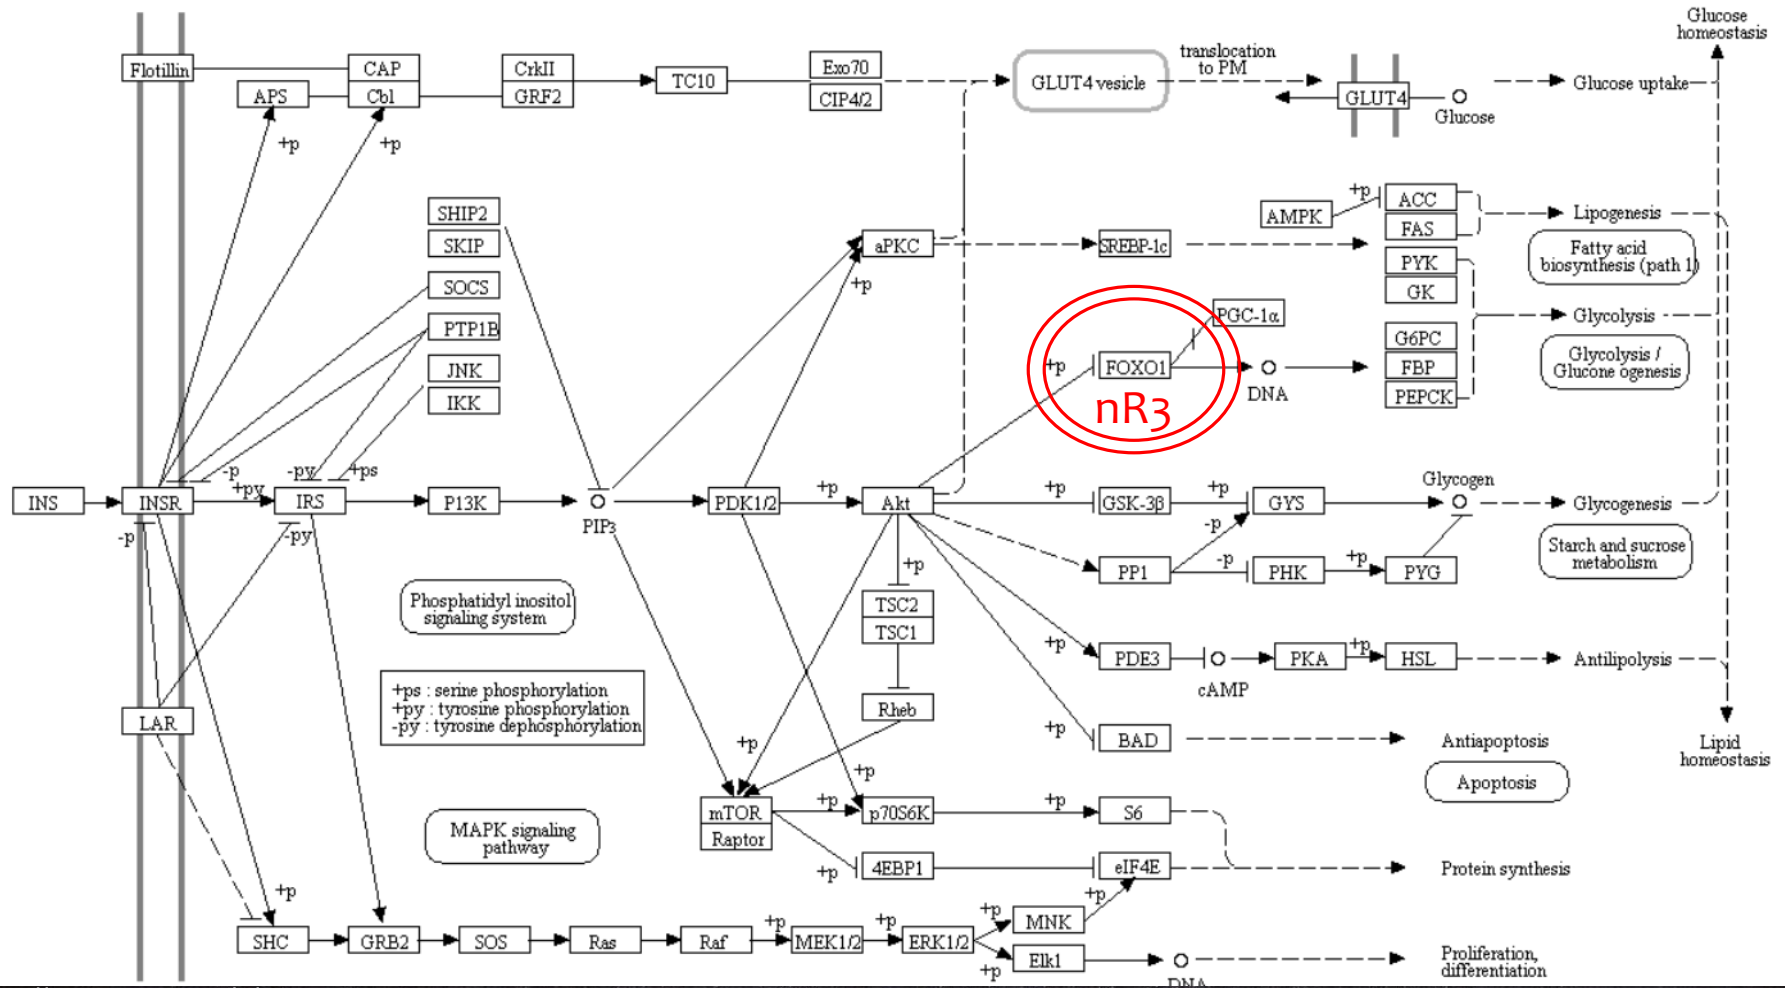 Glucose
homeostasis
Flotillin
CAP
CrkII
TC10
Exo70
GLUT4 vesicle
translocation
to PM
GLUT4
Glucose
Glucose uptake
APS
Cbl
GRF2
CIP4/2
+p
+p
SHIP2
SKIP
SOCS
PTP1B
JNK
IKK
aPKC
+p
SREBP-1c
AMPK
+p
ACC
FAS
PYK
GK
Lipogenesis
Fatty acid
biosynthesis (path 1)
PGC-1α
+p
FOXO1
nR3
DNA
G6PC
FBP
PEPCK
Glycolysis
Glycolysis /
Glucone ogenesis
INS
INSR
-p
+py
-py
+ps
IRS
P13K
PIP3
PDK1/2
+p
Akt
+p
GSK-3β
+p
GYS
Glycogen
Glycogenesis
-p
-py
-p
+p
PP1
-p
PHK
+p
PYG
Starch and sucrose
metabolism
Phosphatidyl inositol
signaling system
+p
TSC2
TSC1
+p
PDE3
cAMP
PKA
+p
HSL
Antilipolysis
+ps : serine phosphorylation
+py : tyrosine phosphorylation
-py : tyrosine dephosphorylation
LAR
Rheb
+p
+p
BAD
Antiapoptosis
Apoptosis
Lipid
homeostasis
+p
mTOR
Raptor
+p
p70S6K
+p
S6
MAPK signaling
pathway
+p
4EBP1
eIF4E
Protein synthesis
+p
SHC
GRB2
SOS
Ras
Raf
+p
MEK1/2
+p
ERK1/2
+p
MNK
+p
+p
Elk1
DNA
Proliferation,
differentiation